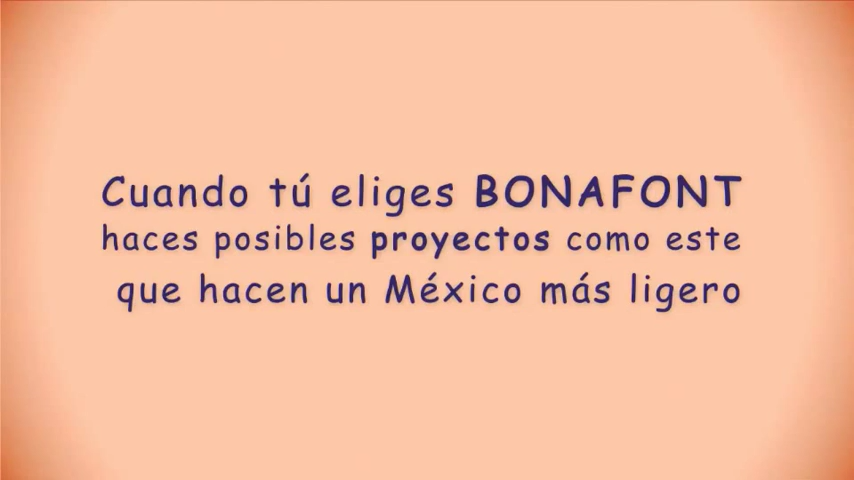 Cuando tú eliges BONAFONT
haces posibles proyectos como este
que hacen un México más ligero